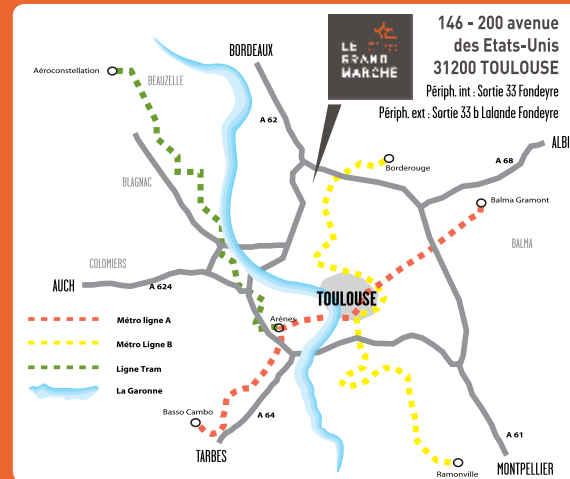 LE
GRAND
MARCHE
146 - 200 avenue
des Etats-Unis
31200 TOULOUSE
Périph. int : Sortie 33 Fondeyre
Périph. ext : Sortie 33 b Lalande Fondeyre
BORDEAUX
Aéroconstellation
BEAUZELLE
A 62
ALBI
A 68
Borderouge
BLAGNAC
Balma Gramont
BALMA
COLOMIERS
AUCH
A 624
TOULOUSE
Arènes
Métro ligne A
Métro Ligne B
Ligne Tram
La Garonne
Basso Cambo
A 64
TARBES
A 61
MONTPELLIER
Ramonville